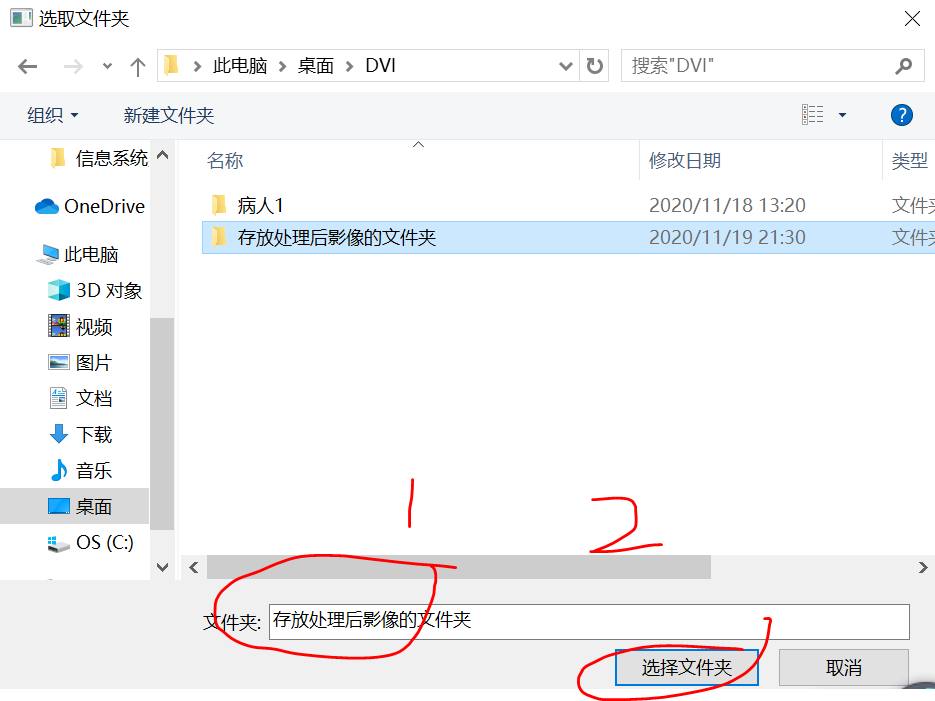 选取文件夹
此电脑 > 桌面 > DVI
搜索"DVI"
组织
新建文件夹
?
名称
修改日期
类型
信息系统
OneDrive
此电脑
3D 对象
视频
图片
文档
下载
音乐
桌面
OS (C:)
病人1
2020/11/18 13:20
文件夹
存放处理后影像的文件夹
2020/11/19 21:30
文件夹
1
2
文件夹:
存放处理后影像的文件夹
选择文件夹
取消